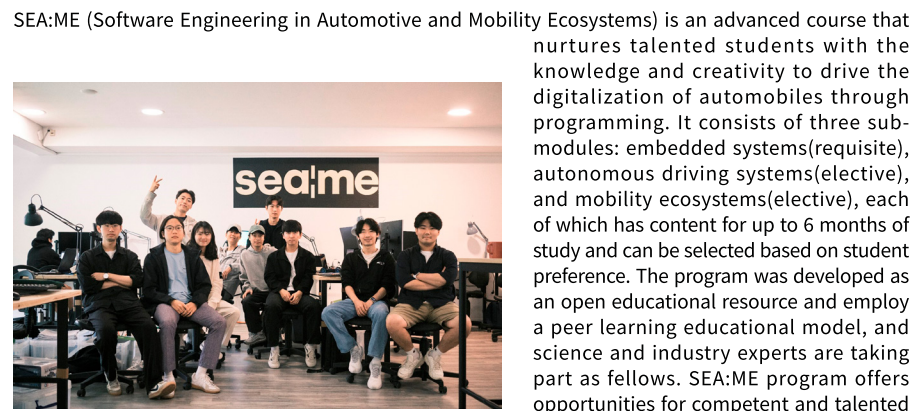 SEA:ME (Software Engineering in Automotive and Mobility Ecosystems) is an advanced course that
nurtures talented students with the
knowledge and creativity to drive the
digitalization of automobiles through
programming. It consists of three sub-
modules: embedded systems(requisite),
autonomous driving systems(elective),
and mobility ecosystems(elective), each
of which has content for up to 6 months of
study and can be selected based on student
preference. The program was developed as
an open educational resource and employ
a peer learning educational model, and
science and industry experts are taking
part as fellows. SEA:ME program offers
opportunities for competent and talented
sea:me